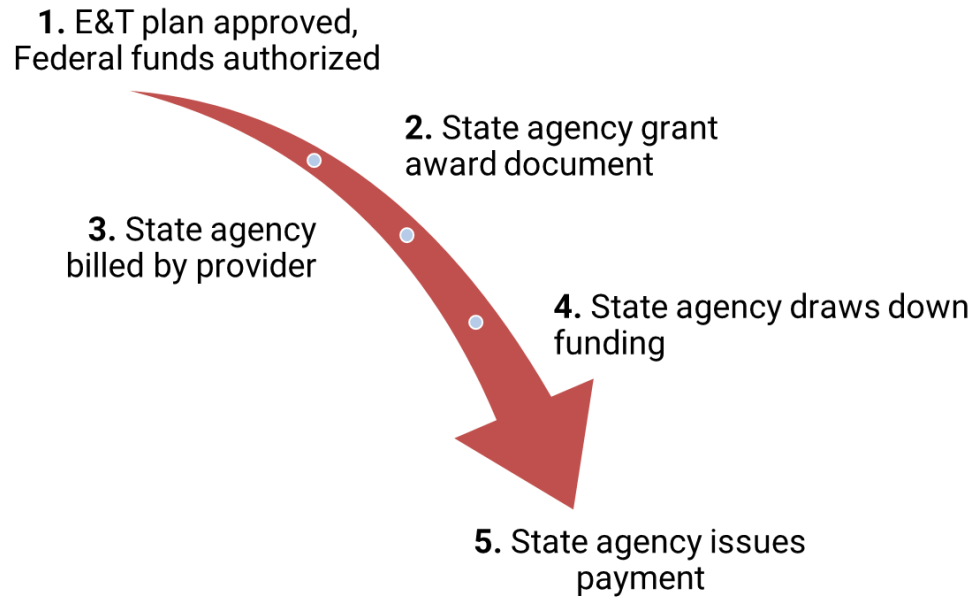 1. E&T plan approved,
Federal funds authorized
2. State agency grant
award document
3. State agency
billed by provider
4. State agency draws down
funding
5. State agency issues
payment